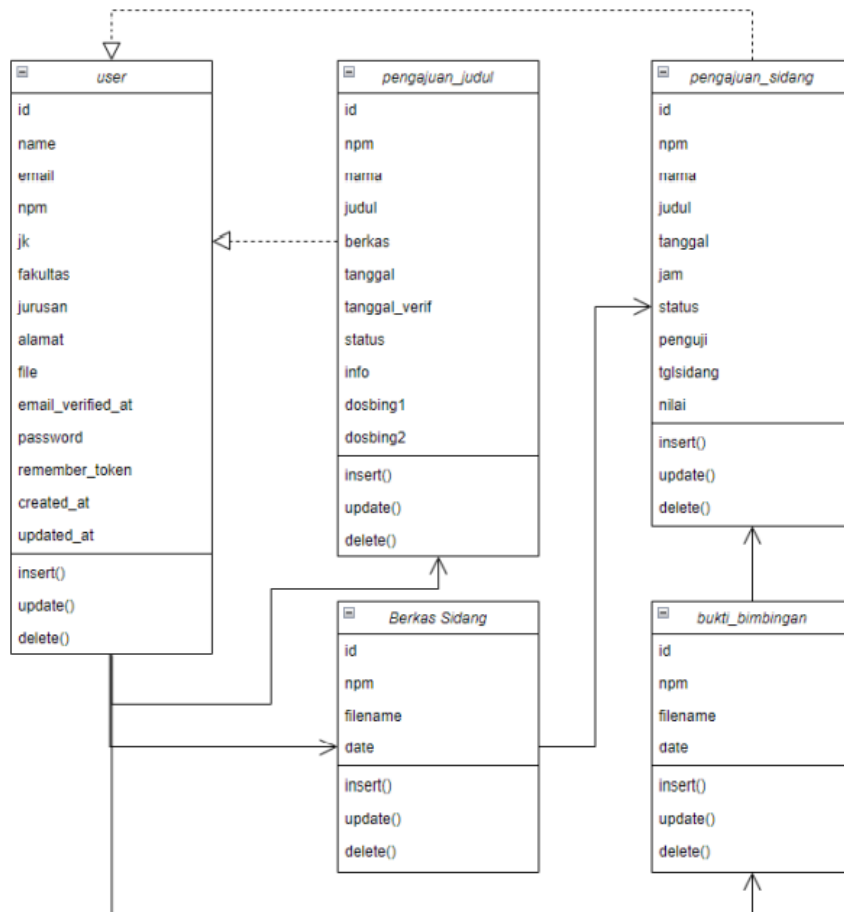 user
id
name
email
npm
jk
fakultas
jurusan
alamat
file
email_verified_at
password
remember_token
created_at
updated_at
insert()
update()
delete()
pengajuan_judul
id
npm
nama
judul
berkas
tanggal
tanggal_verif
status
info
dosbing1
dosbing2
insert()
update()
delete()
pengajuan_sidang
id
npm
nama
judul
tanggal
jam
status
penguji
tglsidang
nilai
insert()
update()
delete()
Berkas Sidang
id
npm
filename
date
insert()
update()
delete()
bukti_bimbingan
id
npm
filename
date
insert()
update()
delete()